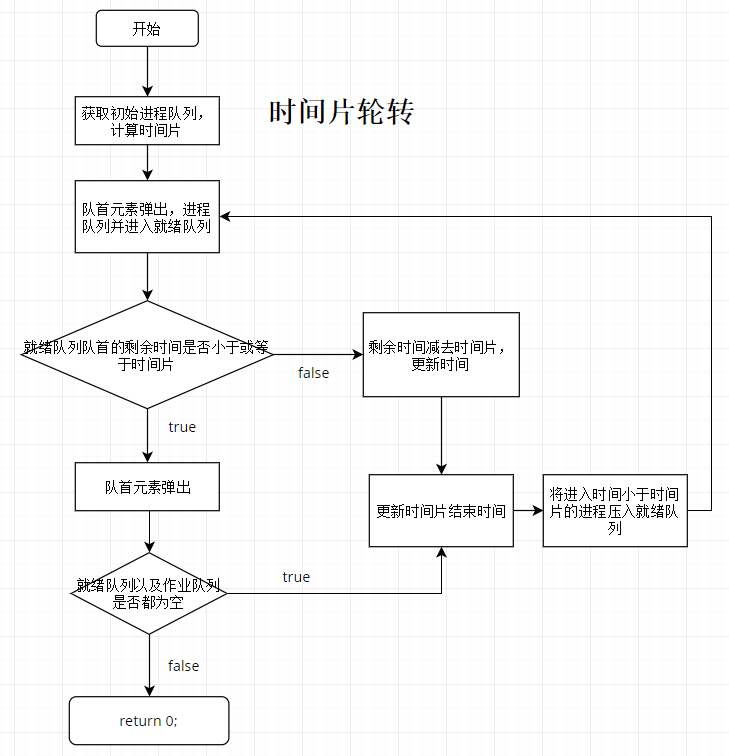 开始
时间片轮转
获取初始进程队列，
计算时间片
队首元素弹出，进程
队列并进入就绪队列
就绪队列队首的剩余时间是否小于或等
于时间片
false
剩余时间减去时间片，
更新时间
true
队首元素弹出
更新时间片结束时间
将进入时间小于时间
片的进程压入就绪队
列
就绪队列以及作业队列
是否都为空
true
false
return 0;